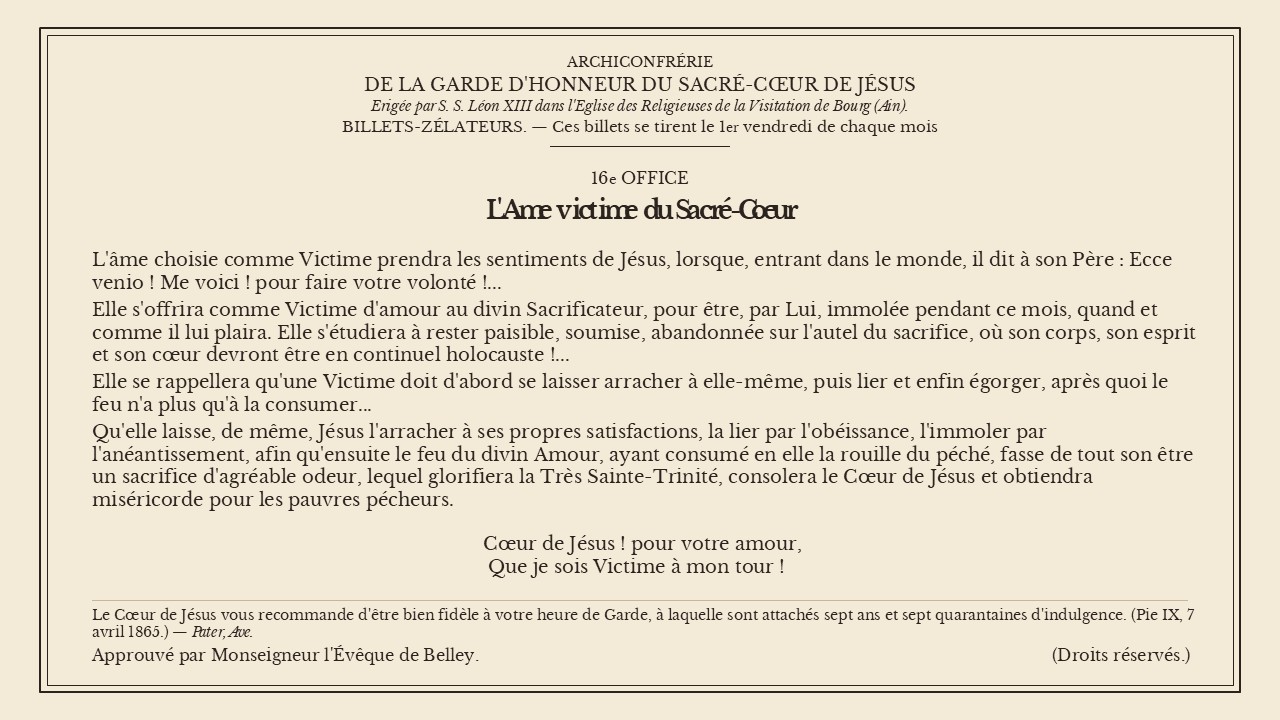 ARCHICONFRÉRIE
DE LA GARDE D'HONNEUR DU SACRÉ-CŒUR DE JÉSUS
Erigée par S. S. Léon XIII dans l'Eglise des Religieuses de la Visitation de Bourg (Ain).
BILLETS-ZÉLATEURS. — Ces billets se tirent le 1er vendredi de chaque mois
16e OFFICE
L'Ame victime du Sacré-Cœur
L'âme choisie comme Victime prendra les sentiments de Jésus, lorsque, entrant dans le monde, il dit à son Père : Ecce
venio ! Me voici ! pour faire votre volonté !...
Elle s'offrira comme Victime d'amour au divin Sacrificateur, pour être, par Lui, immolée pendant ce mois, quand et
comme il lui plaira. Elle s'étudiera à rester paisible, soumise, abandonnée sur l'autel du sacrifice, où son corps, son esprit
et son cœur devront être en continuel holocauste !...
Elle se rappellera qu'une Victime doit d'abord se laisser arracher à elle-même, puis lier et enfin égorger, après quoi le
feu n'a plus qu'à la consumer...
Qu'elle laisse, de même, Jésus l'arracher à ses propres satisfactions, la lier par l'obéissance, l'immoler par
l'anéantissement, afin qu'ensuite le feu du divin Amour, ayant consumé en elle la rouille du péché, fasse de tout son être
un sacrifice d'agréable odeur, lequel glorifiera la Très Sainte-Trinité, consolera le Cœur de Jésus et obtiendra
miséricorde pour les pauvres pécheurs.
Cœur de Jésus ! pour votre amour,
Que je sois Victime à mon tour !
Le Cœur de Jésus vous recommande d'être bien fidèle à votre heure de Garde, à laquelle sont attachés sept ans et sept quarantaines d'indulgence. (Pie IX, 7
avril 1865.) — Pater, Ave.
Approuvé par Monseigneur l'Évêque de Belley. (Droits réservés.)